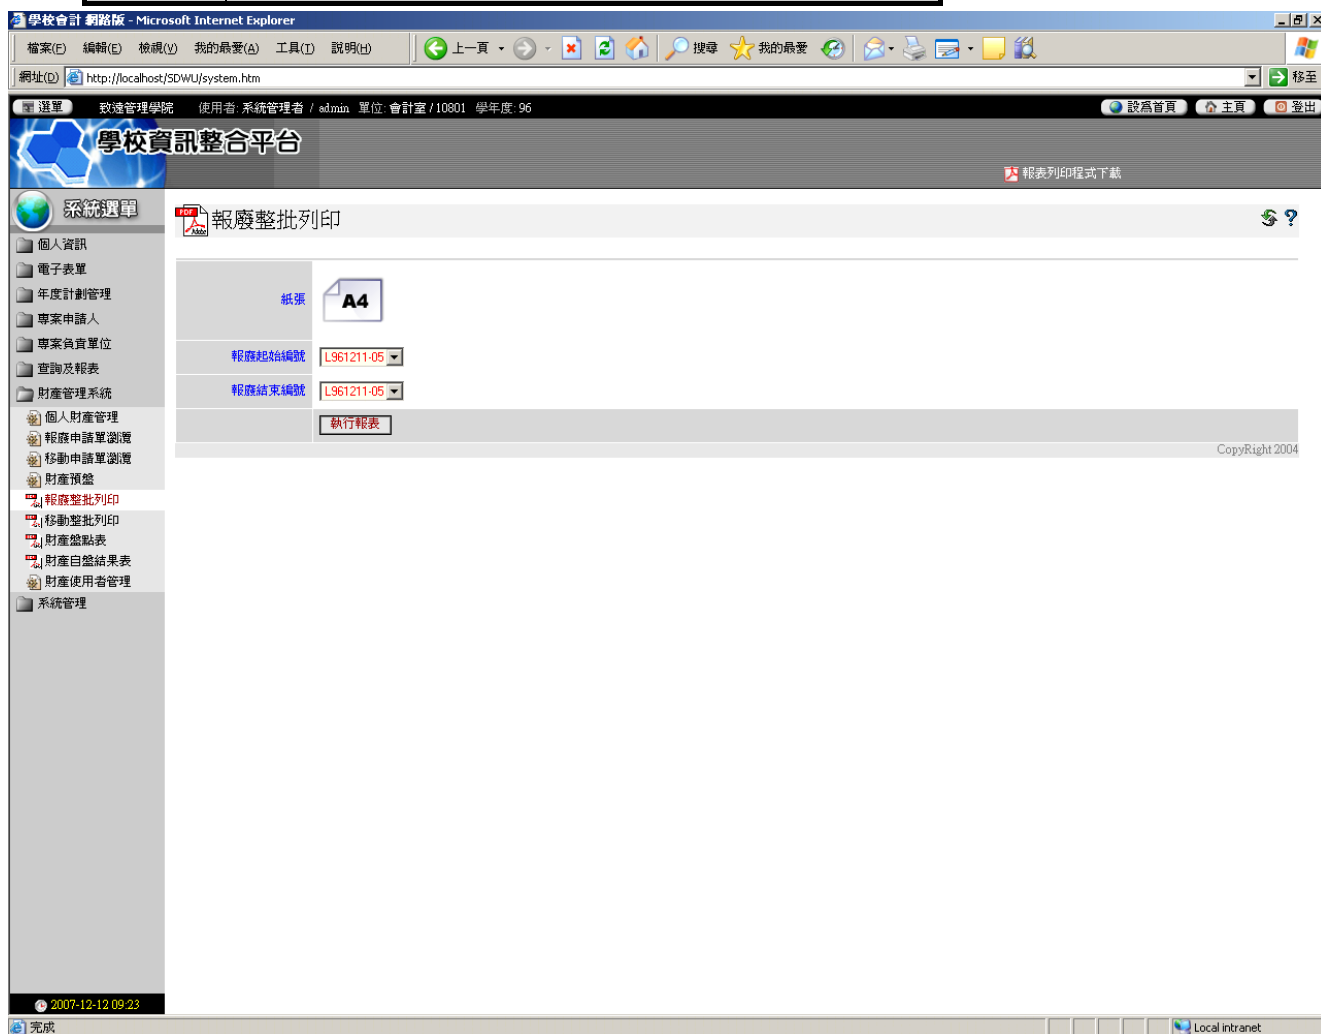 學校會計 網路版 - Microsoft Internet Explorer
檔案(F) 編輯(E) 檢視(V) 我的最愛(A) 工具(T) 說明(H) 上一頁 搜尋 我的最愛
網址(D) http://localhost/SDWU/system.htm 移至
選單 致遠管理學院 使用者: 系統管理者 / admin 單位: 會計室 / 10801 學年度: 96 設為首頁 主頁 登出
學校資訊整合平台
報表列印程式下載
系統選單
PDF Adobe 報廢整批列印 ?
個人資訊
電子表單
年度計劃管理
專案申請人
專案負責單位
查詢及報表
財產管理系統
個人財產管理
報廢申請單瀏覽
移動申請單瀏覽
財產預盤
報廢整批列印
移動整批列印
財產盤點表
財產自盤結果表
財產使用者管理
系統管理
紙張 A4
報廢起始編號 L961211-05
報廢結束編號 L961211-05
執行報表
CopyRight 2004
2007-12-12 09:23
完成 Local intranet